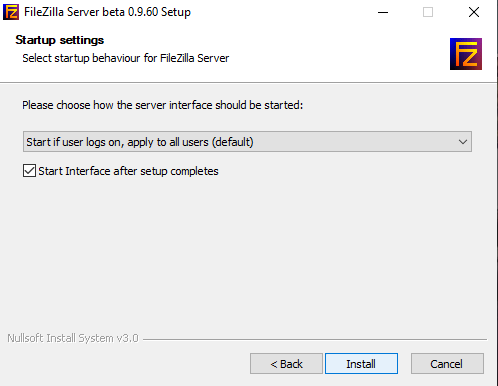 FileZilla Server beta 0.9.60 Setup
Startup settings
Select startup behaviour for FileZilla Server
FZ
Please choose how the server interface should be started:
Start if user logs on, apply to all users (default)
Start Interface after setup completes
Nullsoft Install System v3.0
< Back Install Cancel